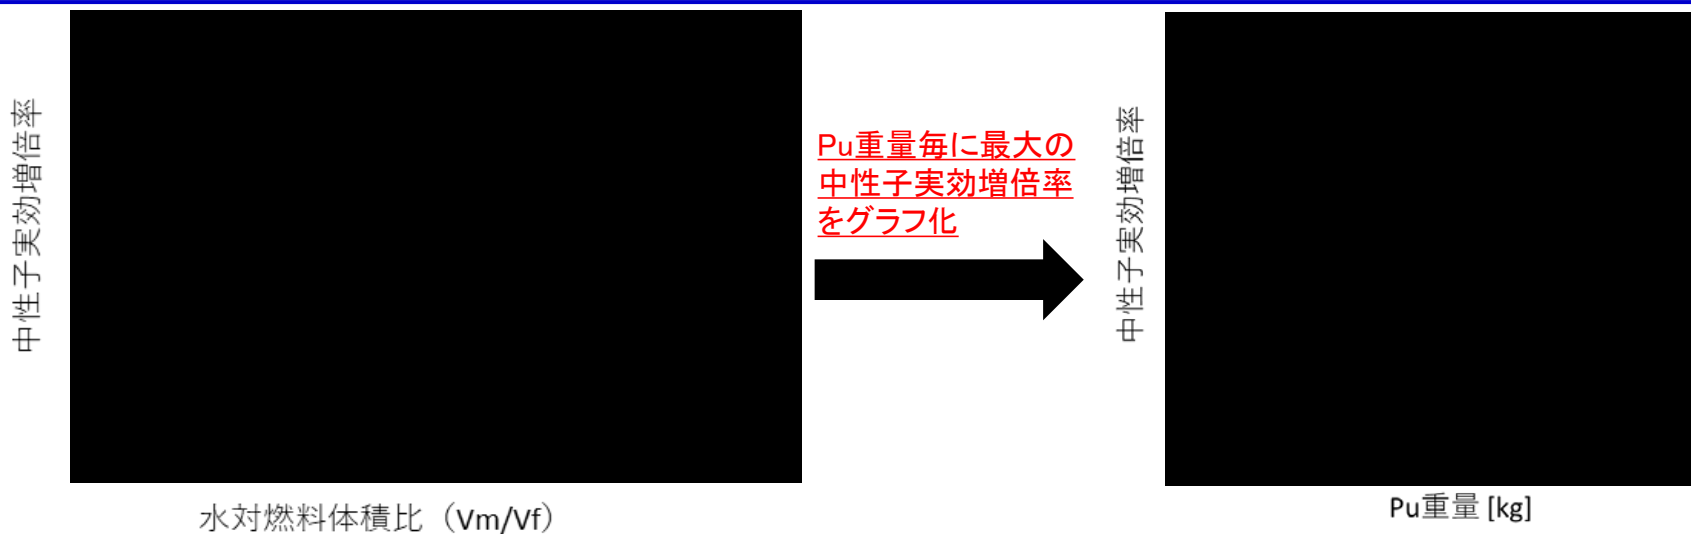 中性子実効増倍率
水対燃料体積比（Vm/Vf）
Pu重量毎に最大の
中性子実効増倍率
をグラフ化
中性子実効増倍率
Pu重量 [kg]